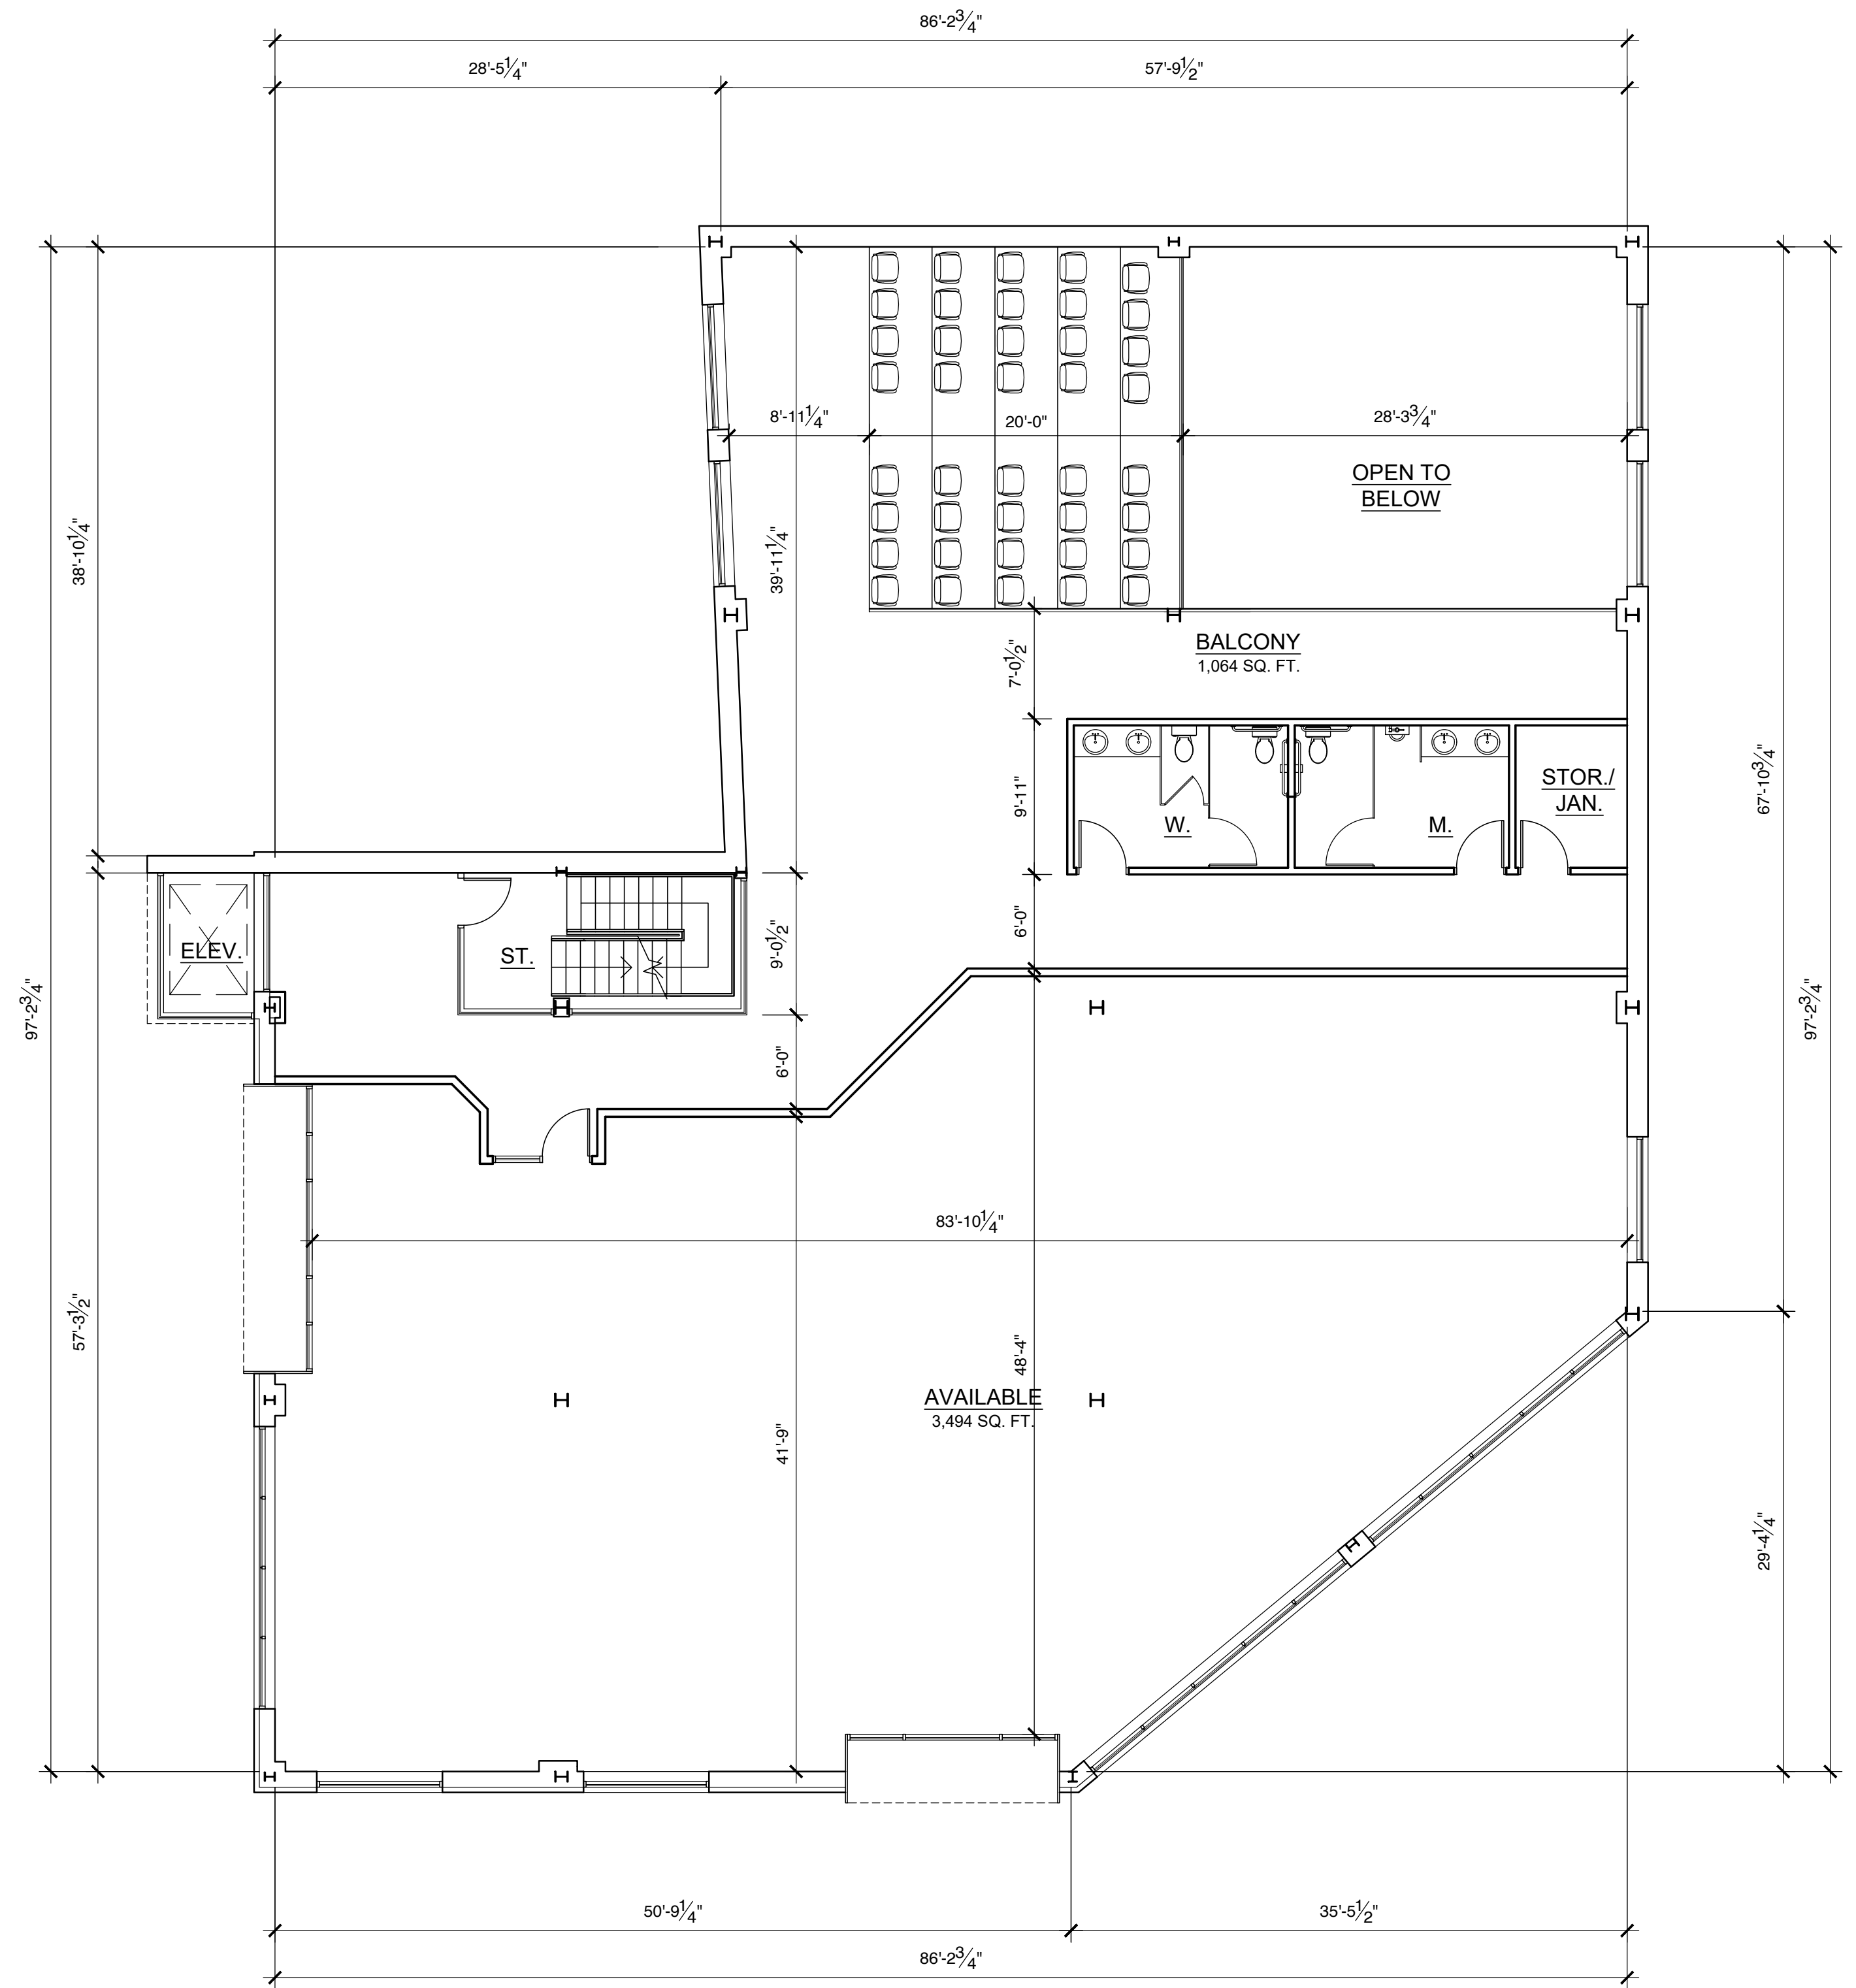 86'-2 3/4"
28'-5 1/4"
57'-9 1/2"
8'-11 1/4"
20'-0"
28'-3 3/4"
OPEN TO
BELOW
38'-10 1/4"
39'-11 1/4"
BALCONY
1,064 SQ. FT.
7'-0 1/2"
67'-10 3/4"
STOR./
JAN.
9'-11"
W.
M.
ELEV.
ST.
9'-0 1/2"
6'-0"
97'-2 3/4"
97'-2 3/4"
6'-0"
83'-10 1/4"
57'-3 1/2"
48'-4"
AVAILABLE
3,494 SQ. FT.
41'-9"
29'-4 1/4"
50'-9 1/4"
35'-5 1/2"
86'-2 3/4"